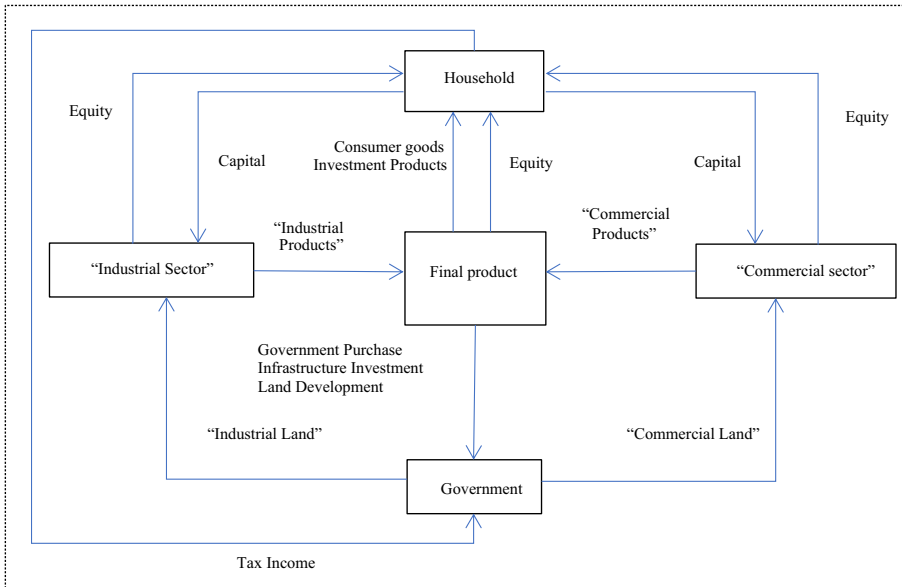 Household
Equity
Equity
Consumer goods
Investment Products
Equity
Capital
Capital
“Industrial
Products”
“Commercial
Products”
“Industrial Sector”
Final product
“Commercial sector”
Government Purchase
Infrastructure Investment
Land Development
“Industrial Land”
“Commercial Land”
Government
Tax Income